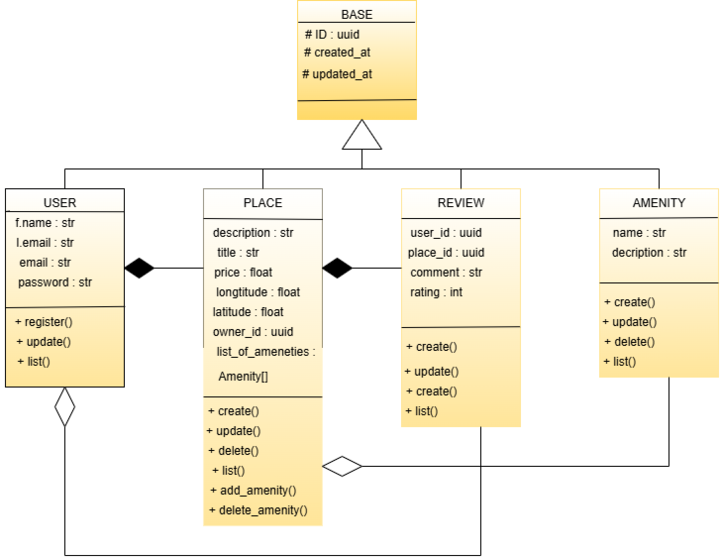 BASE
# ID : uuid
# created_at
# updated_at
USER
f.name : str
l.email : str
email : str
password : str
+ register()
+ update()
+ list()
PLACE
description : str
title : str
price : float
longtitude : float
latitude : float
owner_id : uuid
list_of_ameneties :
Amenity[]
+ create()
+ update()
+ delete()
+ list()
+ add_amenity()
+ delete_amenity()
REVIEW
user_id : uuid
place_id : uuid
comment : str
rating : int
+ create()
+ update()
+ create()
+ list()
AMENITY
name : str
decription : str
+ create()
+ update()
+ delete()
+ list()